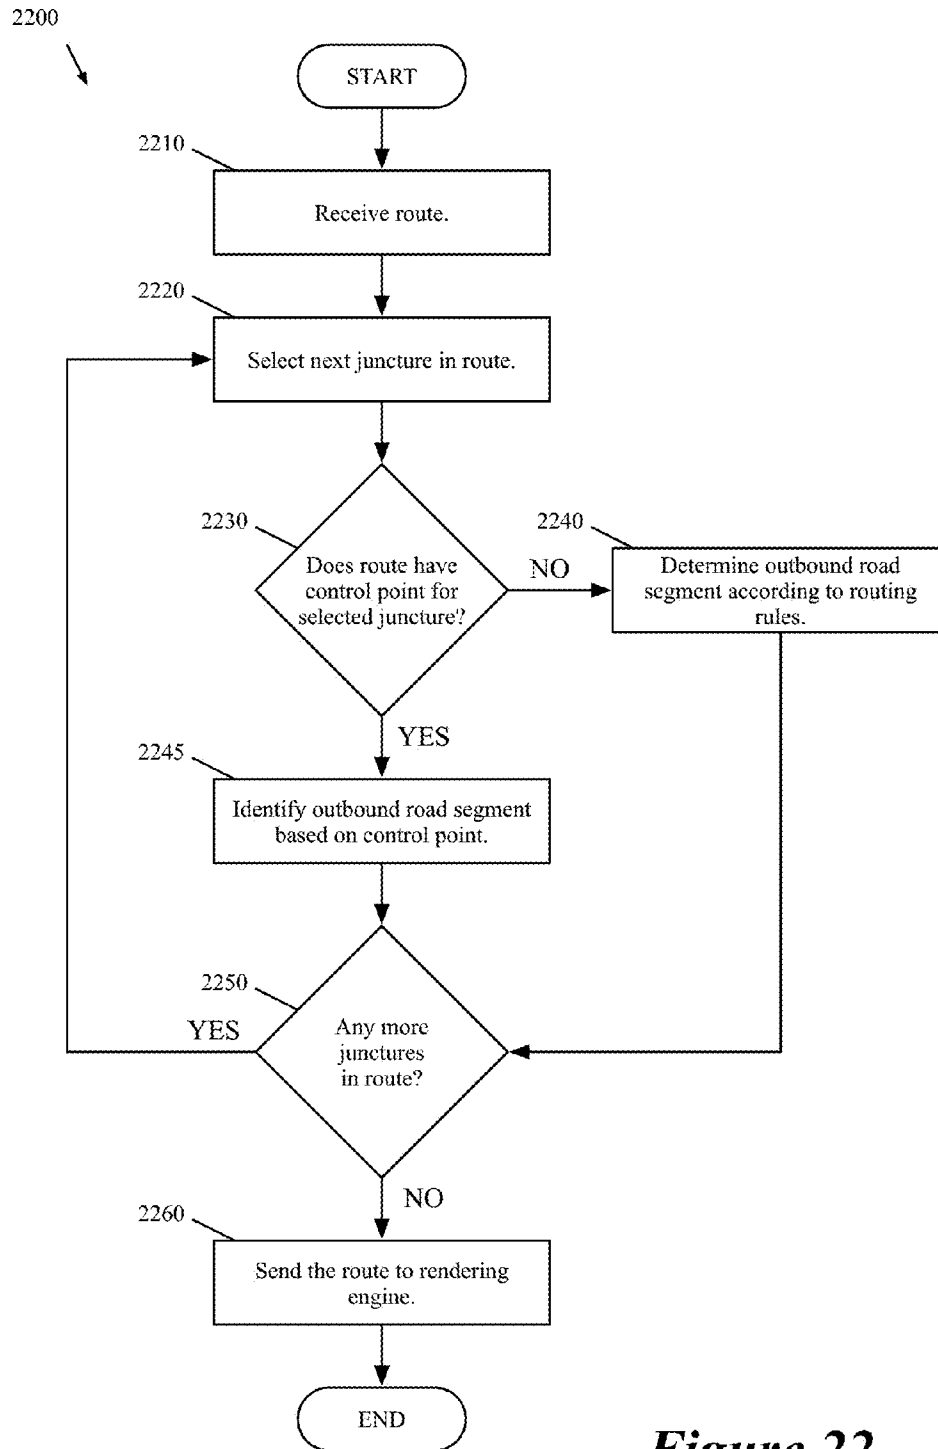 2200
START
2210
Receive route.
2220
Select next juncture in route.
2230
Does route have
control point for
selected juncture?
NO
2240
Determine outbound road
segment according to routing
rules.
YES
2245
Identify outbound road segment
based on control point.
2250
Any more
junctures
in route?
YES
NO
2260
Send the route to rendering
engine.
END
Figure 22